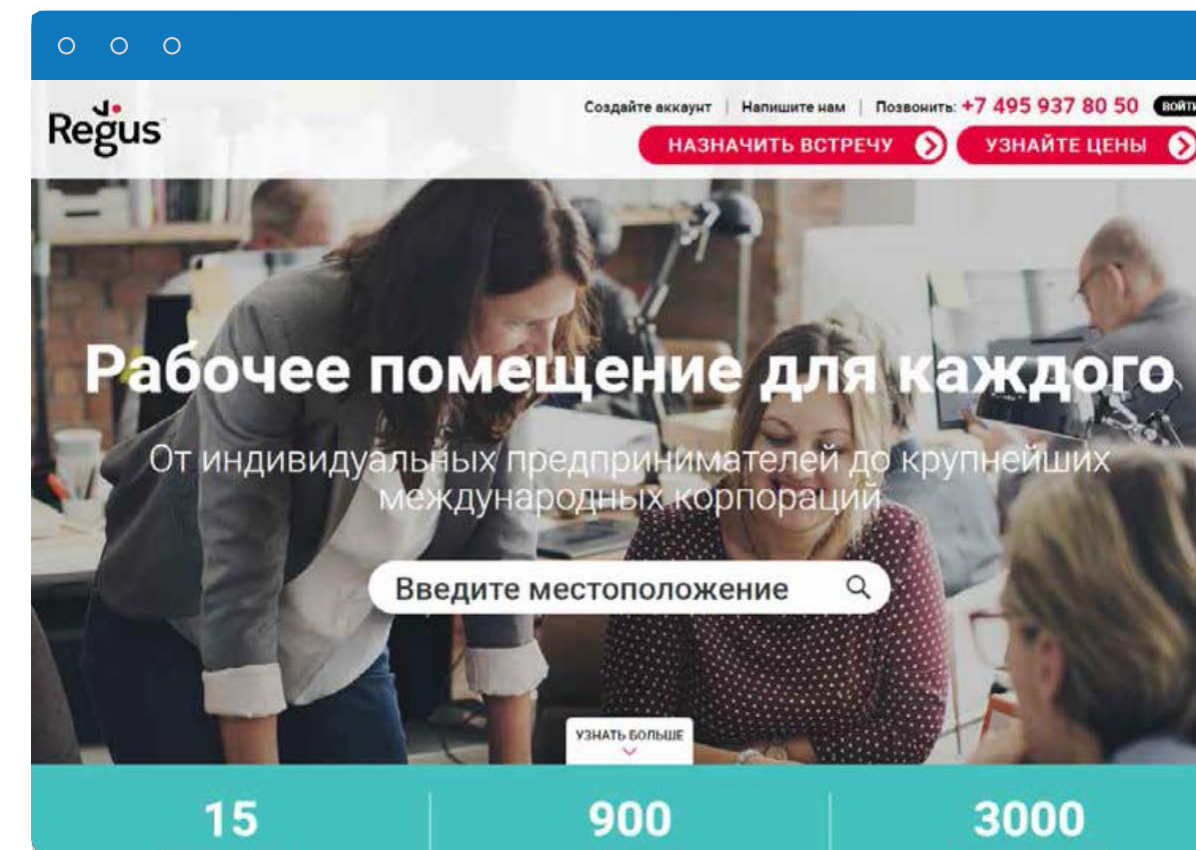 Regus
Создайте аккаунт | Напишите нам | Позвонить: +7 495 937 80 50 войти
НАЗНАЧИТЬ ВСТРЕЧУ УЗНАЙТЕ ЦЕНЫ
Рабочее помещение для каждого
От индивидуальных предпринимателей до крупнейших
международных корпораций
Введите местоположение
УЗНАТЬ БОЛЬШЕ
15 900 3000